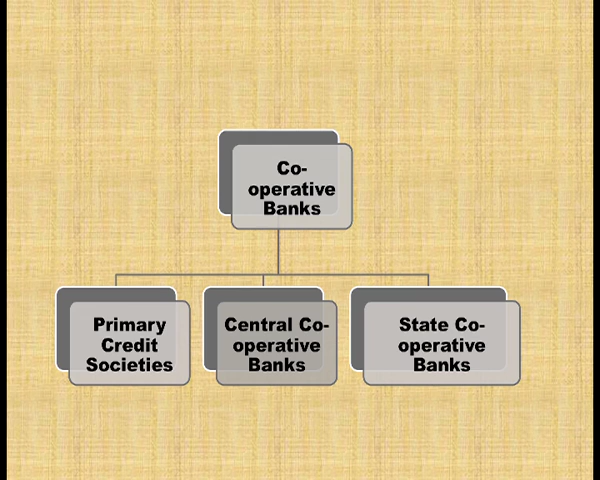 Co-
operative
Banks
Primary
Credit
Societies
Central Co-
operative
Banks
State Co-
operative
Banks